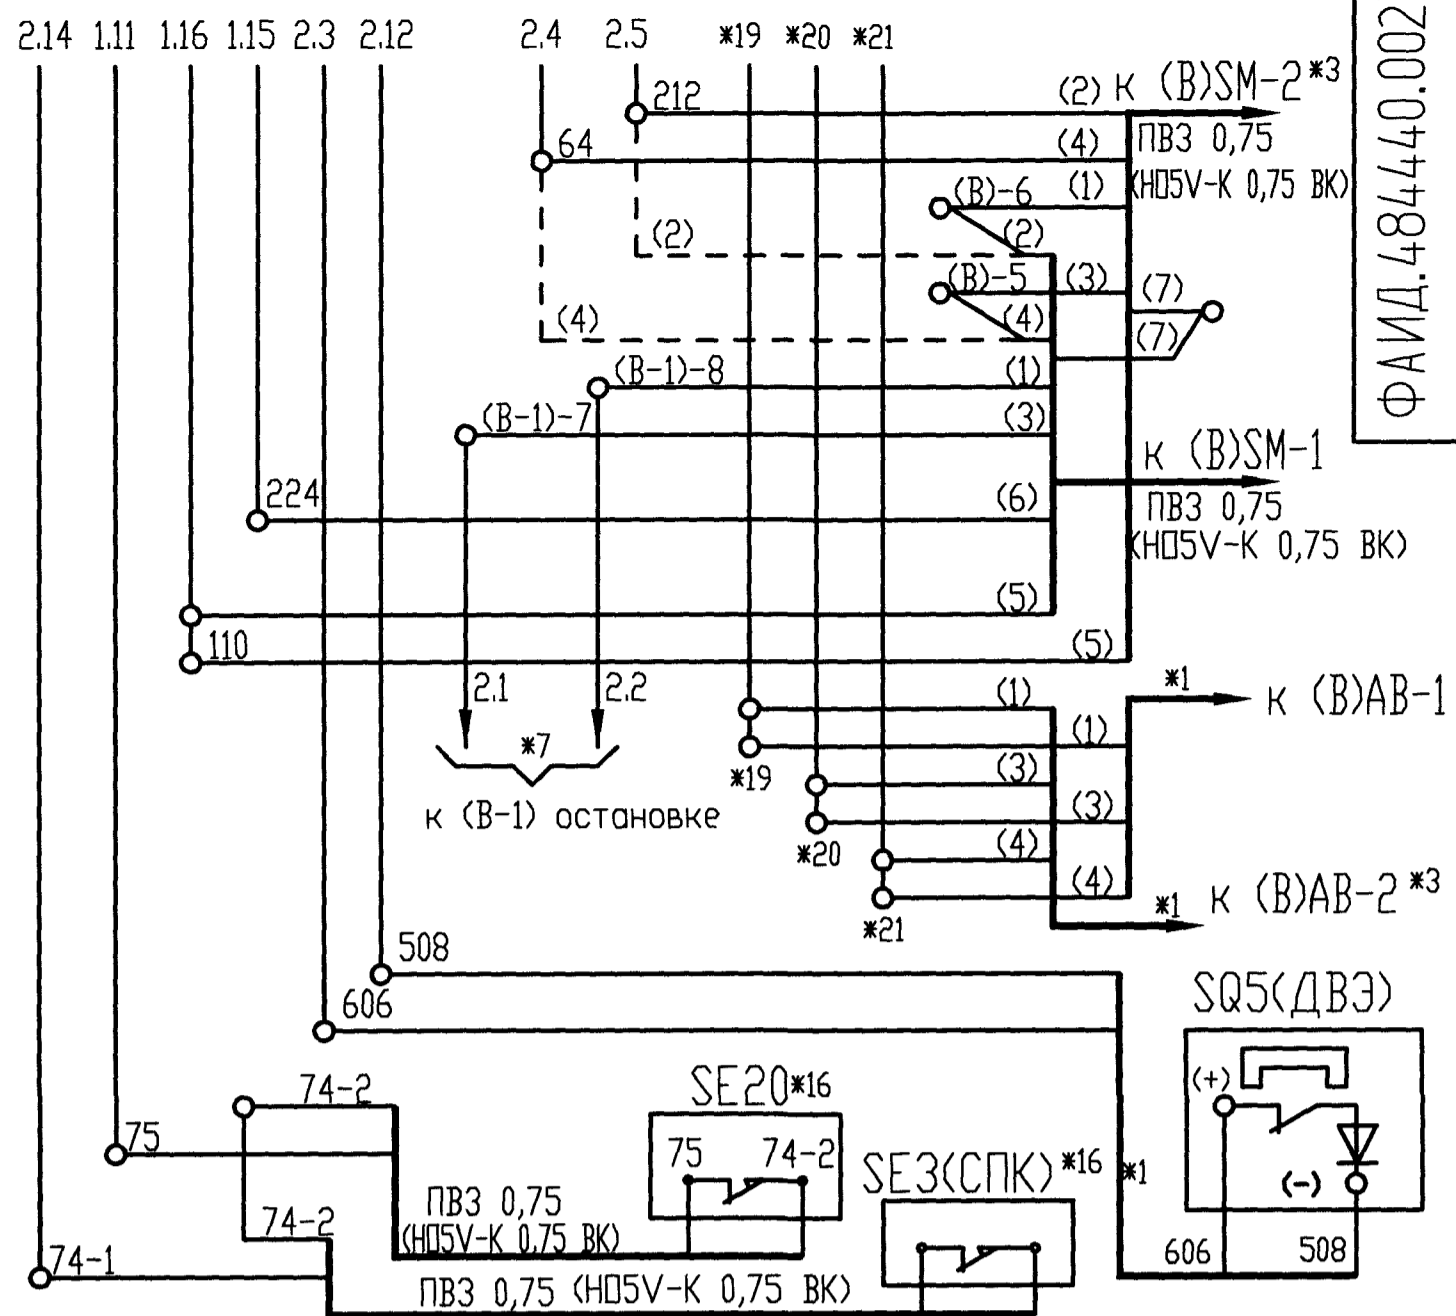 2.14 1.11 1.16 1.15 2.3 2.12 2.4 2.5 *19 *20 *21
ФАИД.484440.002
212 (2) К (В)SM-2 *3
64 (4) ПВЗ 0,75
(В)-6 (1) (H05V-K 0,75 BK)
(2) (2)
(В)-5 (3) (7)
(4) (4) (7)
(В-1)-8 (1)
(В-1)-7 (3)
К (В)SM-1
224 (6) ПВЗ 0,75
(H05V-K 0,75 BK)
(5)
110 (5)
2.1 2.2 (1) *1 К (В)АВ-1
*7 (1)
*19 (3)
к (В-1) остановке (3)
*20 (4)
(4) *1 К (В)АВ-2 *3
*21
508
606 SQ5(ДВЭ)
74-2 SE20 *16 (+)
75 75 74-2
SE3(СПК) *16 *1 (-)
ПВЗ 0,75
74-2 (H05V-K 0,75 BK)
74-1 606 508
ПВЗ 0,75 (H05V-K 0,75 BK)